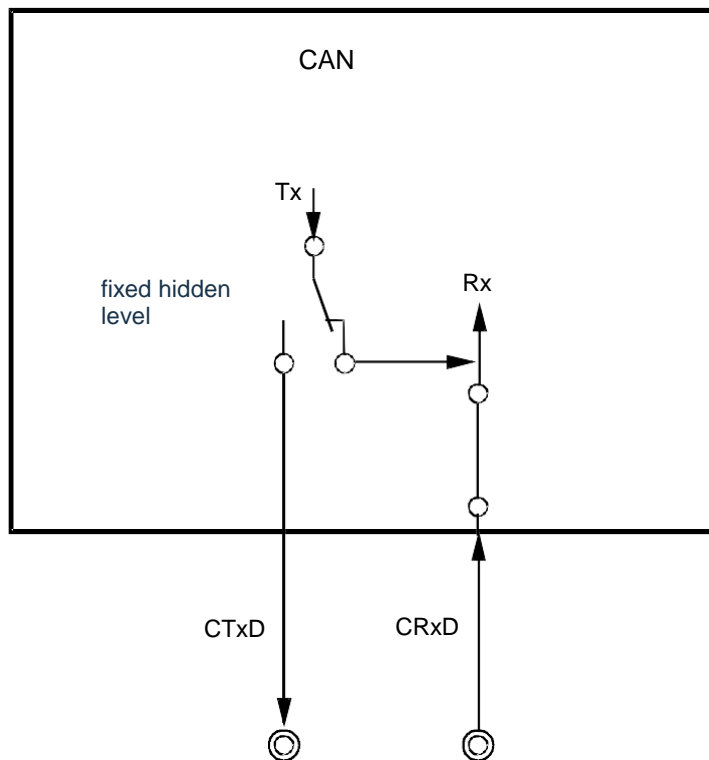 CAN
Tx
Rx
fixed hidden
level
CTxD
CRxD